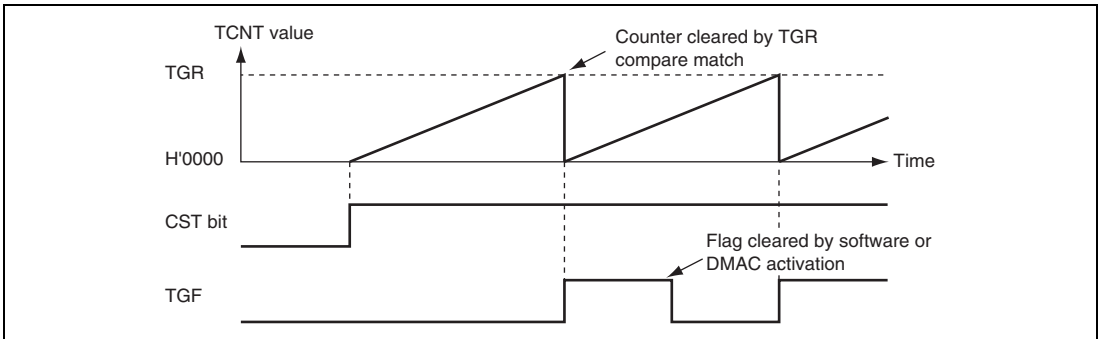 TCNT value
Counter cleared by TGR
compare match
TGR
H'0000
Time
CST bit
Flag cleared by software or
DMAC activation
TGF